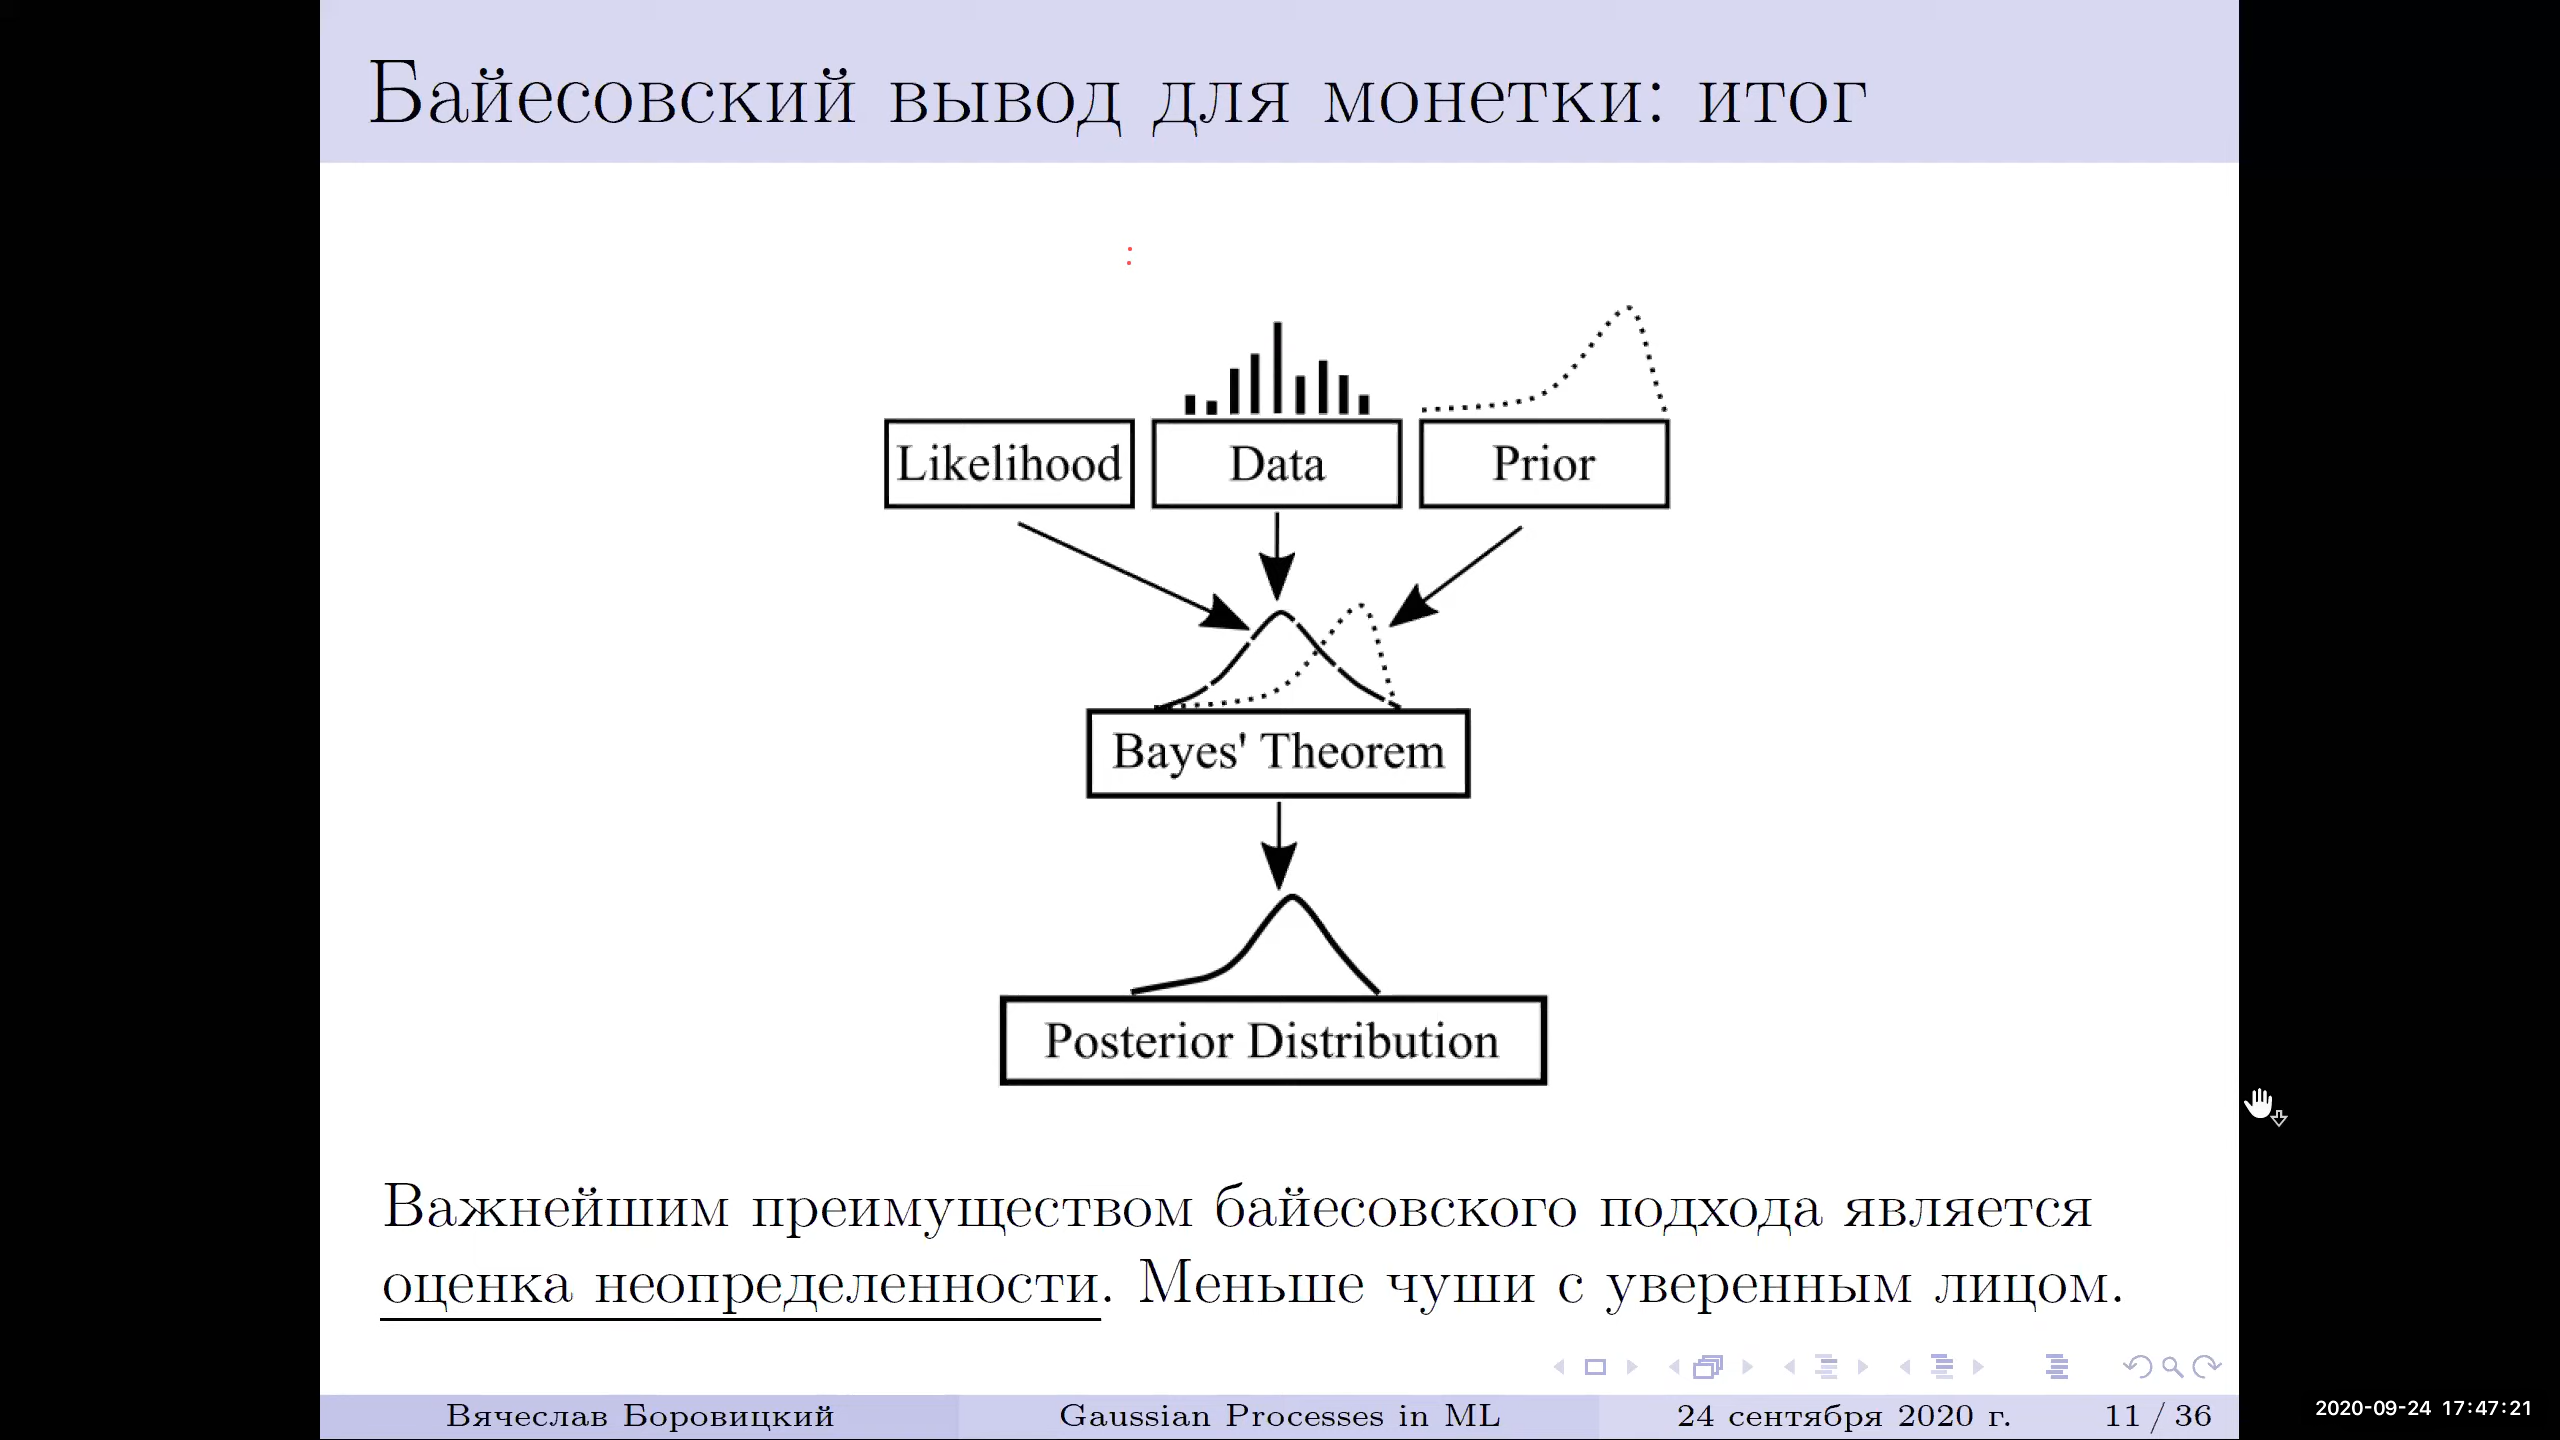 Байесовский вывод для монетки: итог
Likelihood
Data
Prior
Bayes' Theorem
Posterior Distribution
Важнейшим преимуществом байесовского подхода является
оценка неопределенности. Меньше чуши с уверенным лицом.
Вячеслав Боровицкий
Gaussian Processes in ML
24 сентября 2020 г.
11 / 36
2020-09-24 17:47:21